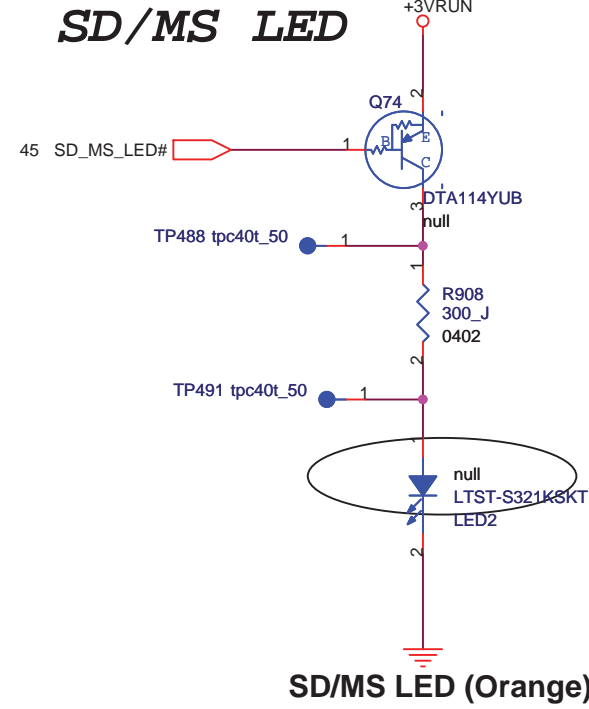 SD/MS LED
+3VRUN
2
Q74
45 SD_MS_LED#
1
B
E
C
DTA114YUB
3
null
TP488 tpc40t_50
1
1
R908
300_J
0402
2
TP491 tpc40t_50
1
1
null
LTST-S321KSKT
LED2
2
SD/MS LED (Orange)